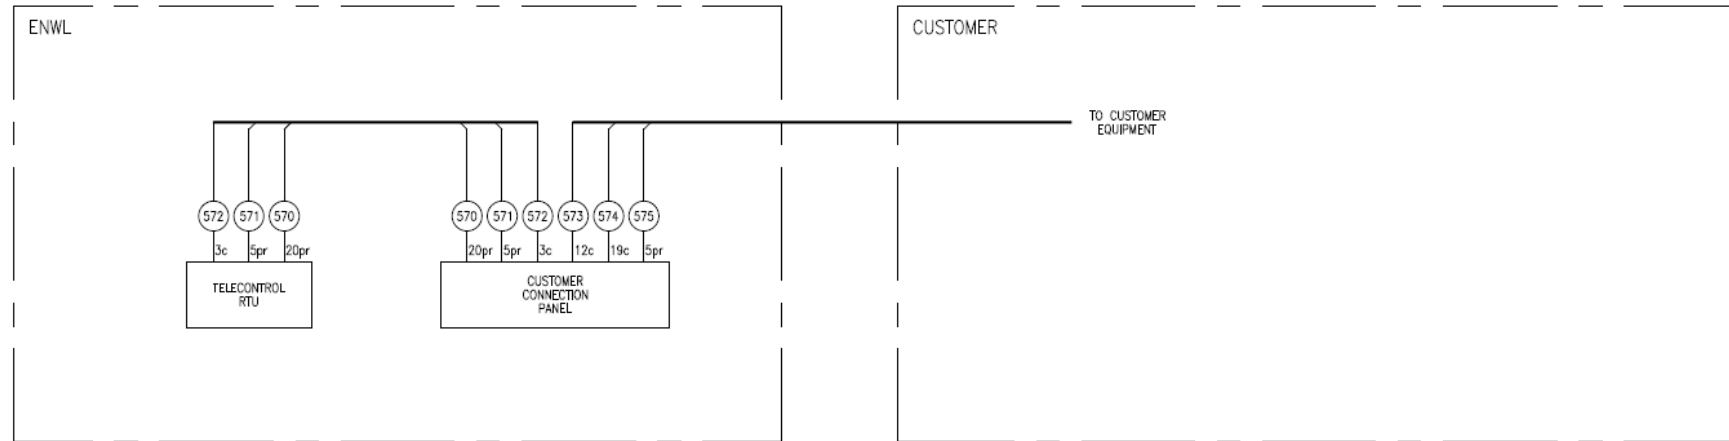 ENWL
CUSTOMER
TO CUSTOMER
EQUIPMENT
572 571 570
570 571 572 573 574 575
3c 5pr 20pr
20pr 5pr 3c 12c 19c 5pr
TELECONTROL
RTU
CUSTOMER
CONNECTION
PANEL